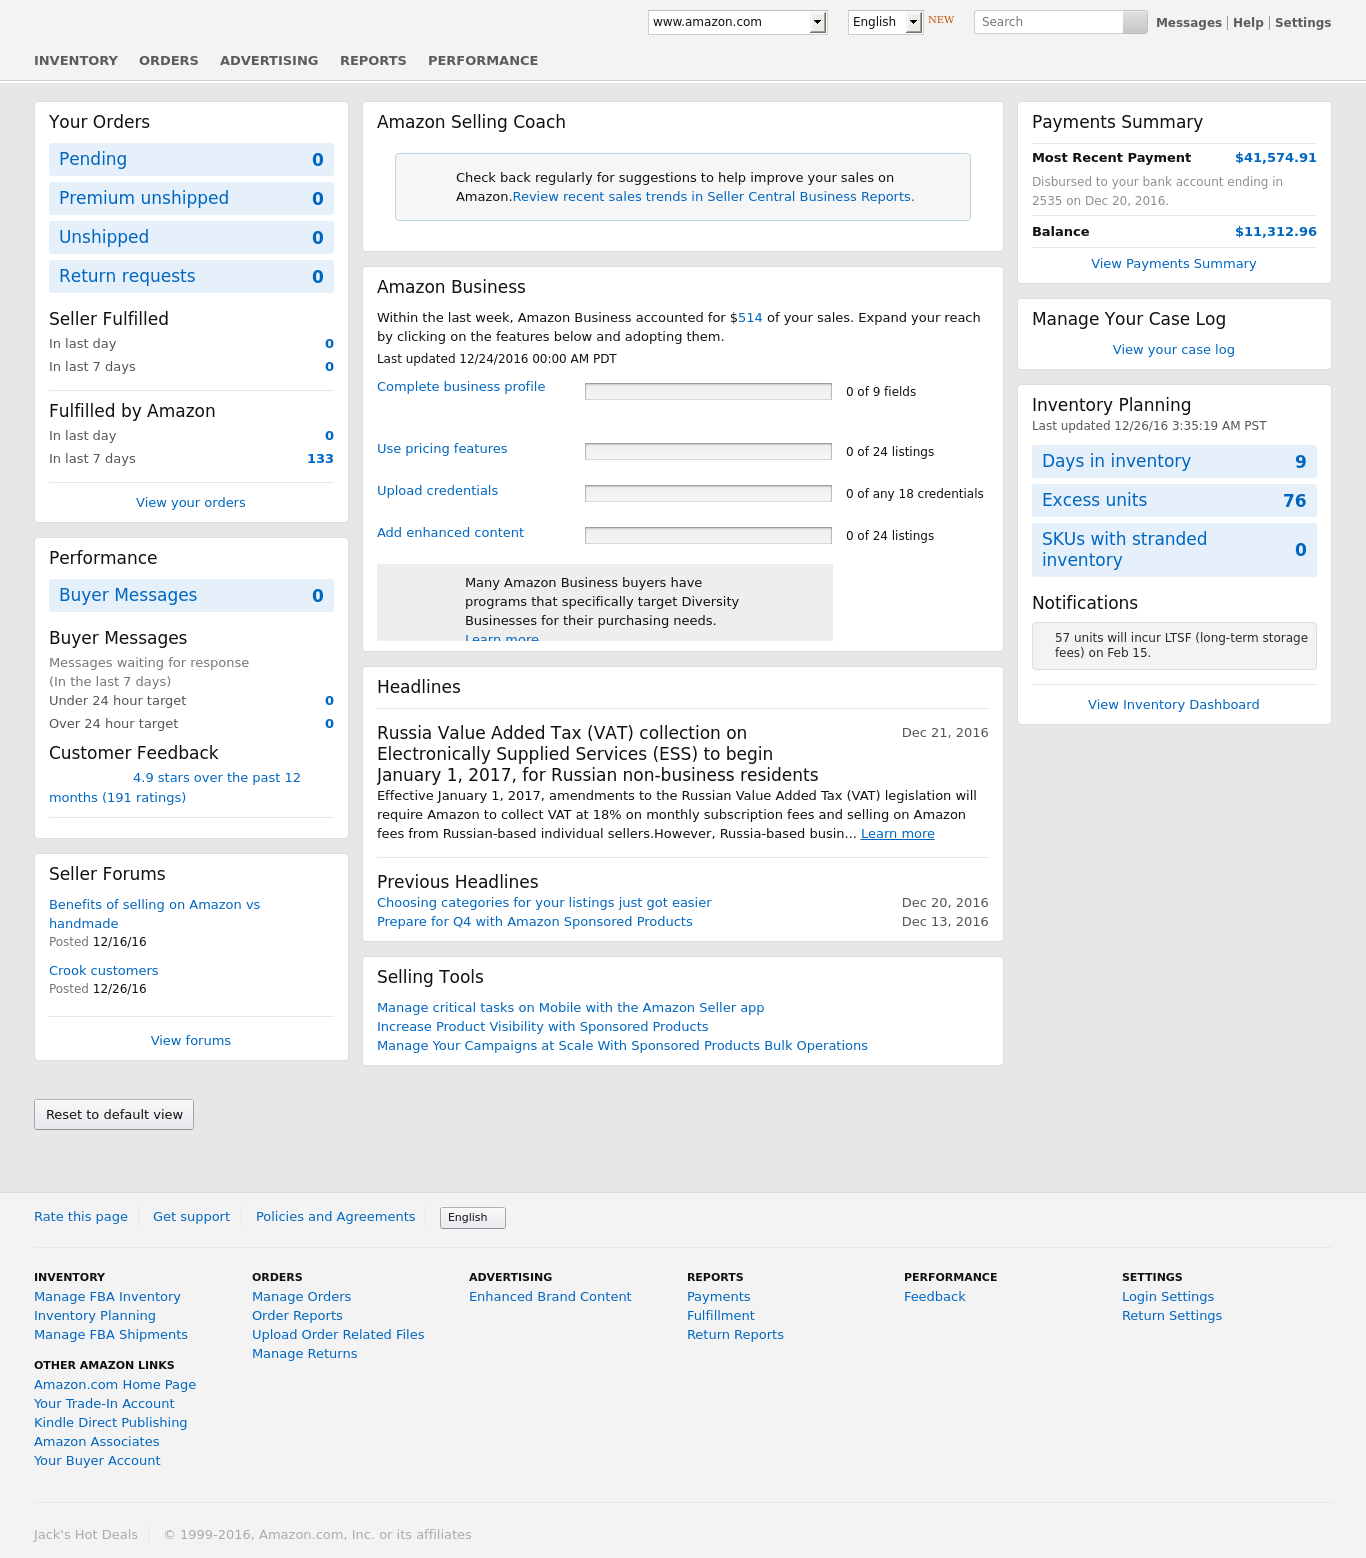 www.amazon.com
English
NEW
Search
Messages
Help
Settings
INVENTORY
ORDERS
ADVERTISING
REPORTS
PERFORMANCE
Your Orders
Pending 0
Premium unshipped 0
Unshipped 0
Return requests 0
Seller Fulfilled
In last day 0
In last 7 days 0
Fulfilled by Amazon
In last day 0
In last 7 days 133
View your orders
Performance
Buyer Messages 0
Buyer Messages
Messages waiting for response
(In the last 7 days)
Under 24 hour target 0
Over 24 hour target 0
Customer Feedback
4.9 stars over the past 12
months (191 ratings)
Seller Forums
Benefits of selling on Amazon vs
handmade
Posted 12/16/16
Crook customers
Posted 12/26/16
View forums
Amazon Selling Coach
Check back regularly for suggestions to help improve your sales on
Amazon.Review recent sales trends in Seller Central Business Reports.
Amazon Business
Within the last week, Amazon Business accounted for $514 of your sales. Expand your reach
by clicking on the features below and adopting them.
Last updated 12/24/2016 00:00 AM PDT
Complete business profile 0 of 9 fields
Use pricing features 0 of 24 listings
Upload credentials 0 of any 18 credentials
Add enhanced content 0 of 24 listings
Many Amazon Business buyers have
programs that specifically target Diversity
Businesses for their purchasing needs.
Learn more
Headlines
Russia Value Added Tax (VAT) collection on Dec 21, 2016
Electronically Supplied Services (ESS) to begin
January 1, 2017, for Russian non-business residents
Effective January 1, 2017, amendments to the Russian Value Added Tax (VAT) legislation will
require Amazon to collect VAT at 18% on monthly subscription fees and selling on Amazon
fees from Russian-based individual sellers.However, Russia-based busin... Learn more
Previous Headlines
Choosing categories for your listings just got easier Dec 20, 2016
Prepare for Q4 with Amazon Sponsored Products Dec 13, 2016
Selling Tools
Manage critical tasks on Mobile with the Amazon Seller app
Increase Product Visibility with Sponsored Products
Manage Your Campaigns at Scale With Sponsored Products Bulk Operations
Payments Summary
Most Recent Payment $41,574.91
Disbursed to your bank account ending in
2535 on Dec 20, 2016.
Balance $11,312.96
View Payments Summary
Manage Your Case Log
View your case log
Inventory Planning
Last updated 12/26/16 3:35:19 AM PST
Days in inventory 9
Excess units 76
SKUs with stranded
inventory 0
Notifications
57 units will incur LTSF (long-term storage
fees) on Feb 15.
View Inventory Dashboard
Reset to default view
Rate this page
Get support
Policies and Agreements
English
INVENTORY
Manage FBA Inventory
Inventory Planning
Manage FBA Shipments
ORDERS
Manage Orders
Order Reports
Upload Order Related Files
Manage Returns
ADVERTISING
Enhanced Brand Content
REPORTS
Payments
Fulfillment
Return Reports
PERFORMANCE
Feedback
SETTINGS
Login Settings
Return Settings
OTHER AMAZON LINKS
Amazon.com Home Page
Your Trade-In Account
Kindle Direct Publishing
Amazon Associates
Your Buyer Account
Jack's Hot Deals
© 1999-2016, Amazon.com, Inc. or its affiliates